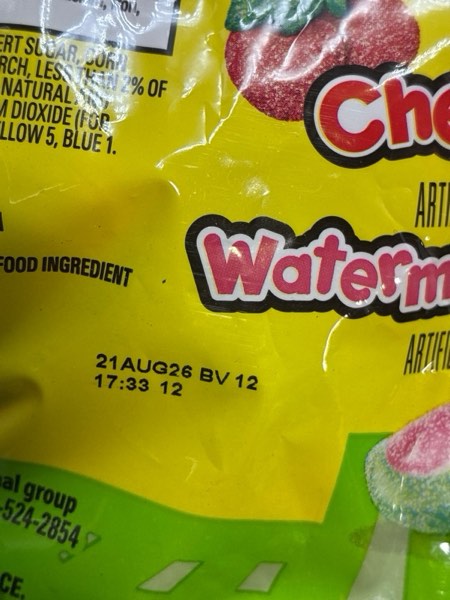 ERT SUGAR, CORN
RCH, LESS THAN 2% OF
NATURAL
M DIOXIDE (FOR
LLOW 5, BLUE 1.
Che
ARTI
FOOD INGREDIENT
Waterm
ARTIFI
21AUG26 BV 12
17:33 12
al group
-524-2854
CE,